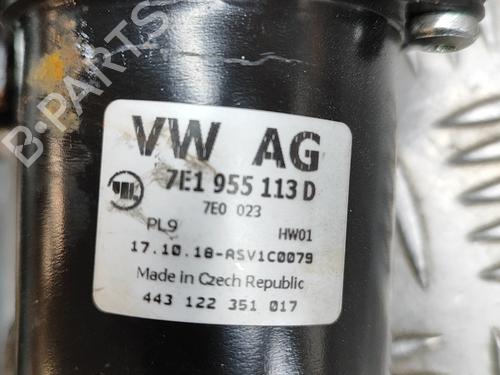 B-PARTS
VW AG
7E1 955 113 D
7E0 023
PL9 HW01
17.10.18-ASV1C0079
Made in Czech Republic
443 122 351 017